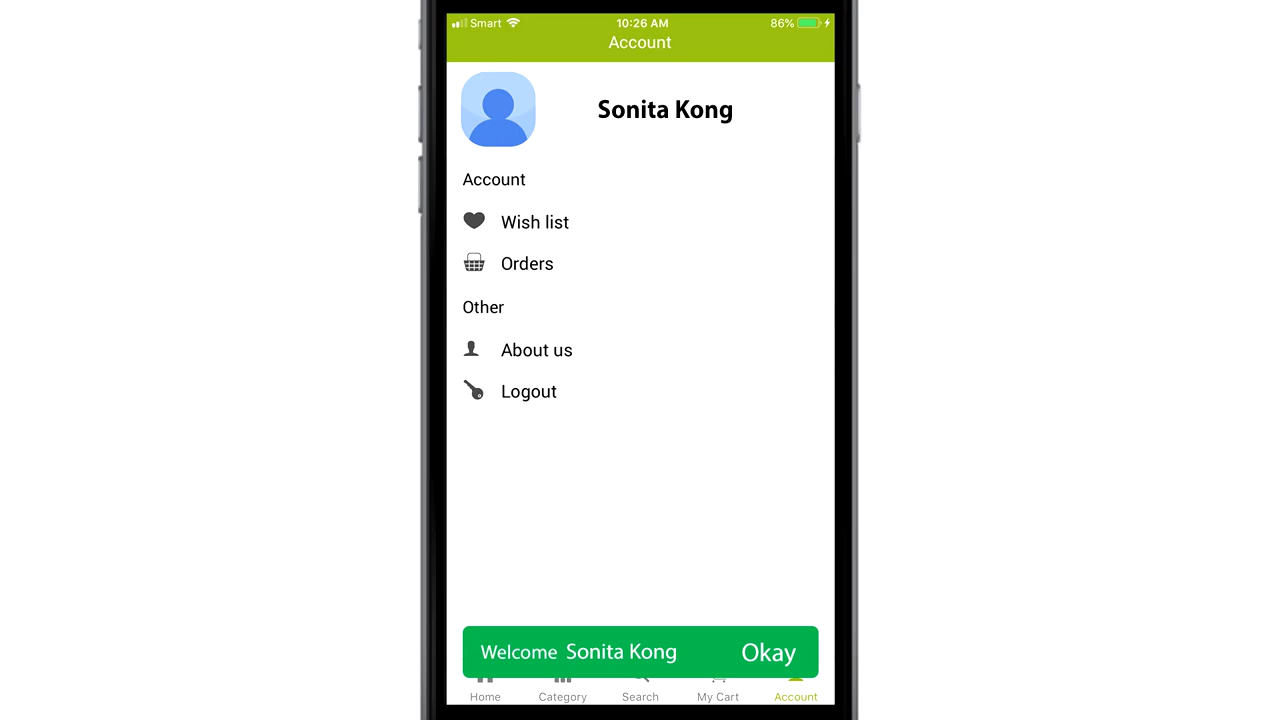 Smart 10:26 AM 86%
Account
Sonita Kong
Account
Wish list
Orders
Other
About us
Logout
Welcome Sonita Kong Okay
Home Category Search My Cart Account